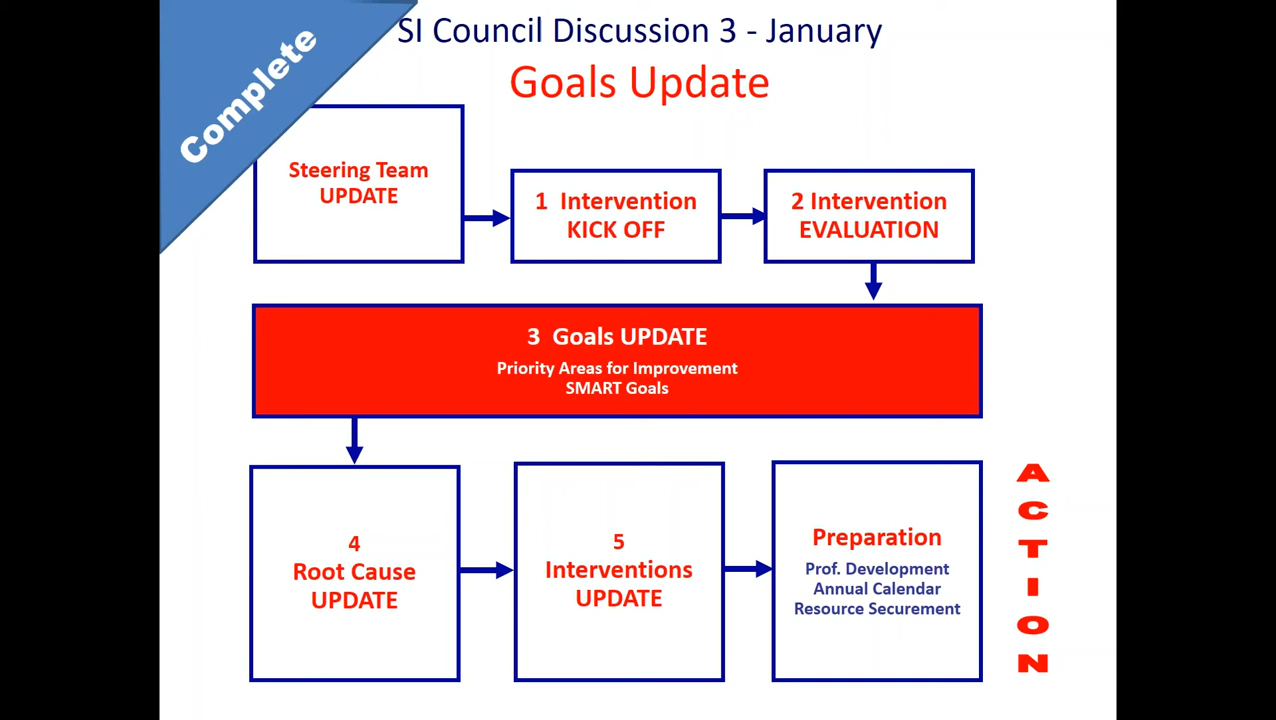 Complete
SI Council Discussion 3 - January
Goals Update
Steering Team
UPDATE
1 Intervention
KICK OFF
2 Intervention
EVALUATION
3 Goals UPDATE
Priority Areas for Improvement
SMART Goals
4
Root Cause
UPDATE
5
Interventions
UPDATE
Preparation
Prof. Development
Annual Calendar
Resource Securement
ACTION